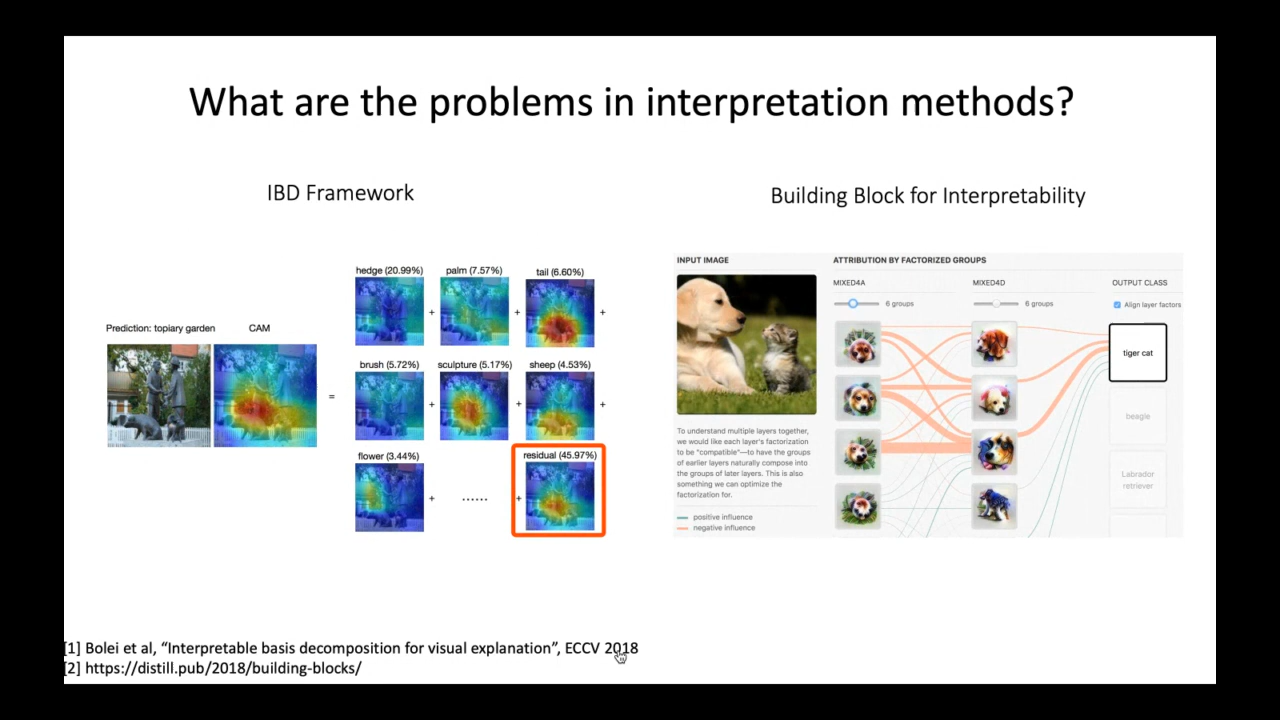 What are the problems in interpretation methods?
IBD Framework
Prediction: topiary garden
CAM
=
hedge (20.99%)
+
palm (7.57%)
+
tail (6.60%)
+
brush (5.72%)
+
sculpture (5.17%)
+
sheep (4.53%)
+
flower (3.44%)
+
......
+
residual (45.97%)
Building Block for Interpretability
INPUT IMAGE
To understand multiple layers together,
we would like each layer's factorization
to be "compatible"—to have the groups
of earlier layers naturally compose into
the groups of later layers. This is also
something we can optimize the
factorization for.
positive influence
negative influence
ATTRIBUTION BY FACTORIZED GROUPS
MIXED4A
6 groups
MIXED4D
6 groups
OUTPUT CLASS
Align layer factors
tiger cat
beagle
Labrador
retriever
[1] Bolei et al, “Interpretable basis decomposition for visual explanation”, ECCV 2018
[2] https://distill.pub/2018/building-blocks/